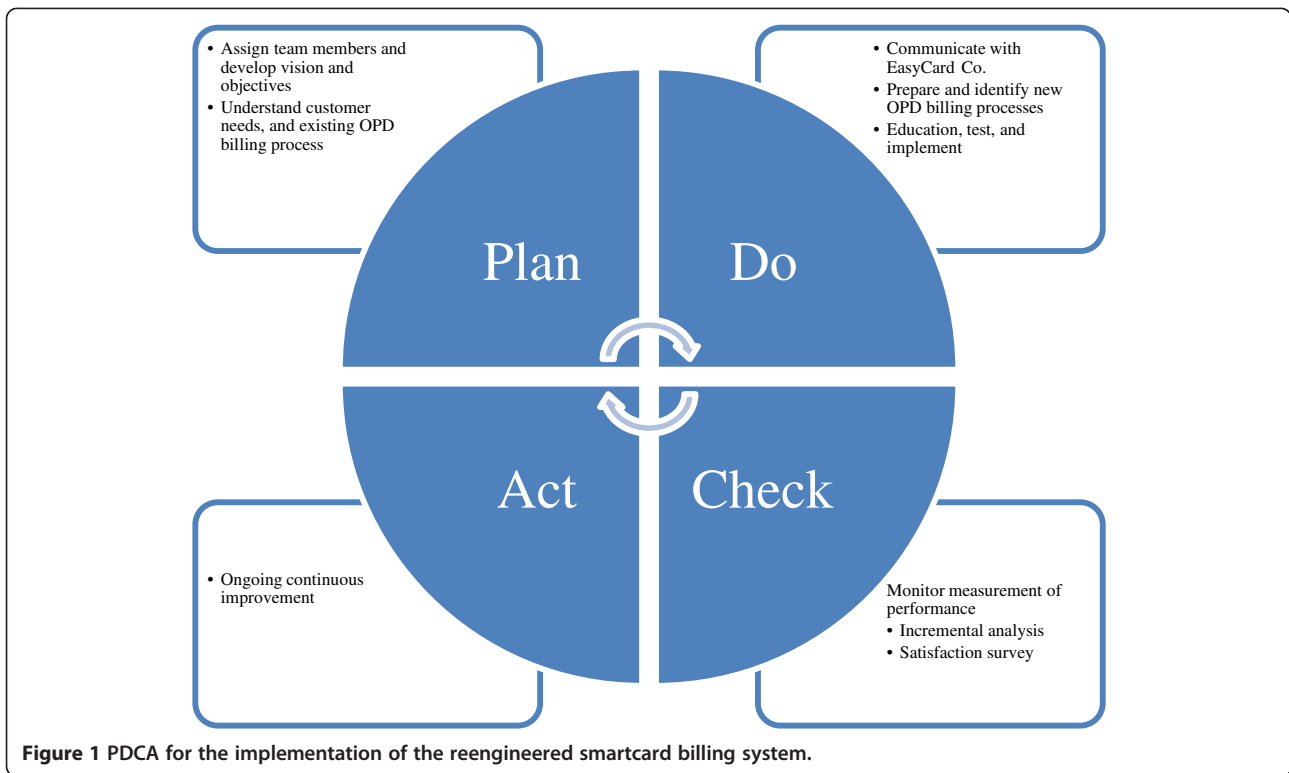 • Assign team members and
develop vision and
objectives
• Understand customer
needs, and existing OPD
billing process
• Communicate with
EasyCard Co.
• Prepare and identify new
OPD billing processes
• Education, test, and
implement
Plan
Do
Act
Check
• Ongoing continuous
improvement
Monitor measurement of
performance
• Incremental analysis
• Satisfaction survey
Figure 1 PDCA for the implementation of the reengineered smartcard billing system.